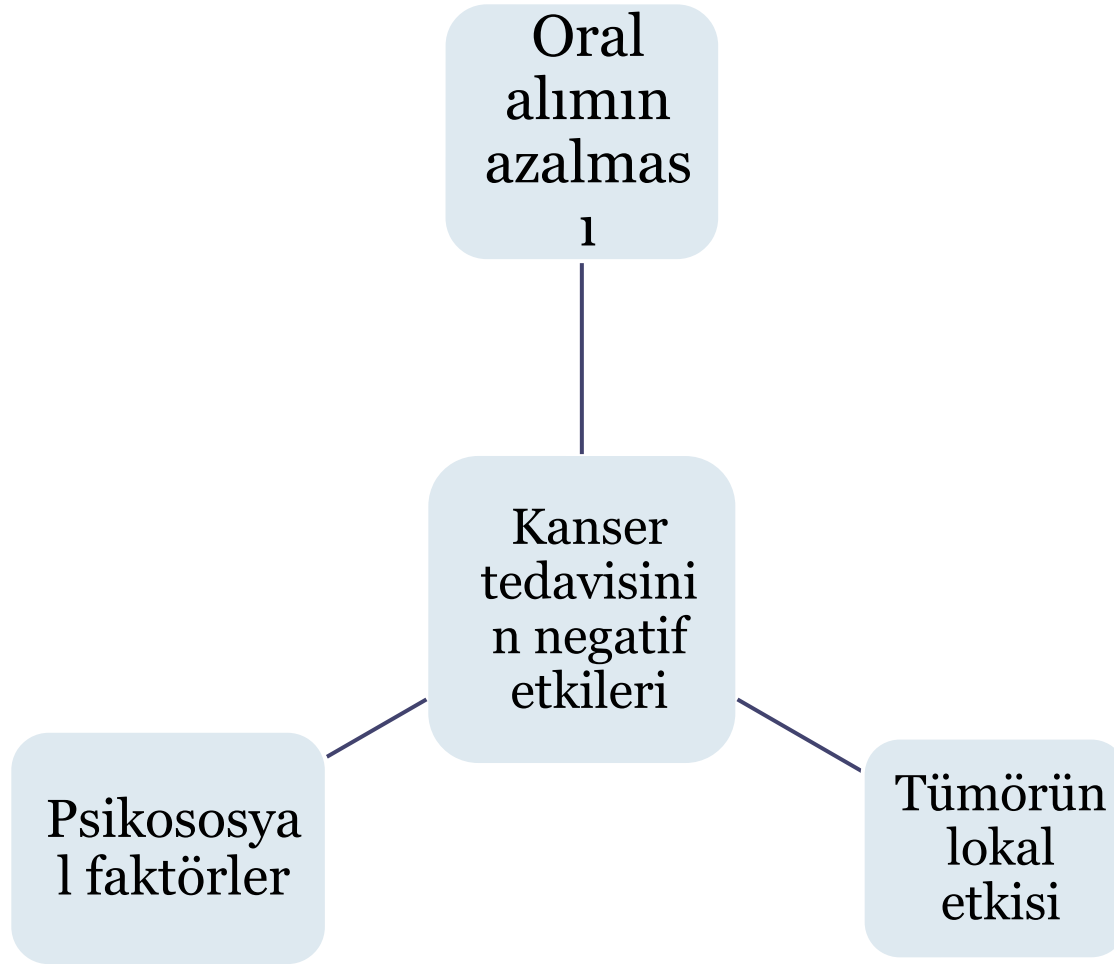 Oral
alımın
azalmas
ı
Kanser
tedavisini
n negatif
etkileri
Psikososya
l faktörler
Tümörün
lokal
etkisi